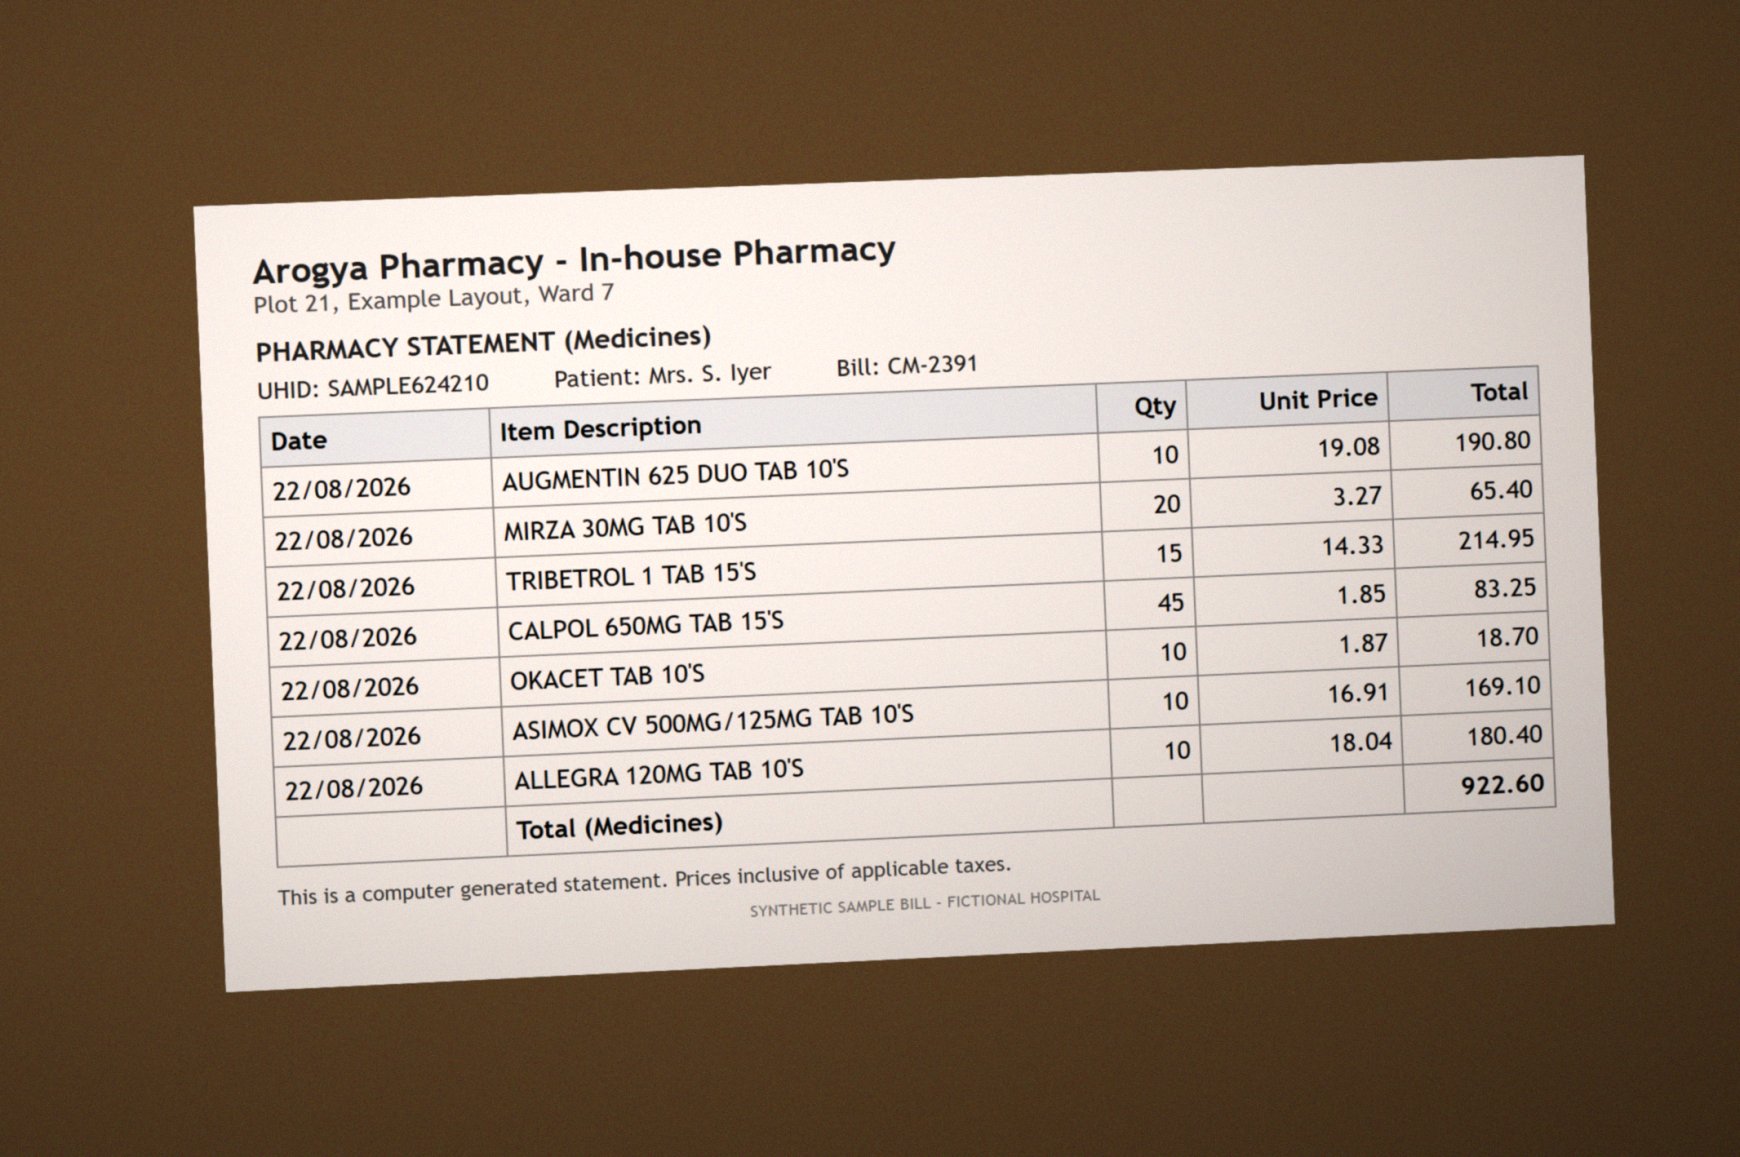 Arogya Pharmacy - In-house Pharmacy
Plot 21, Example Layout, Ward 7
PHARMACY STATEMENT (Medicines)
UHID: SAMPLE624210 Patient: Mrs. S. Iyer Bill: CM-2391
Date Item Description Qty Unit Price Total
22/08/2026 AUGMENTIN 625 DUO TAB 10'S 10 19.08 190.80
22/08/2026 MIRZA 30MG TAB 10'S 20 3.27 65.40
22/08/2026 TRIBETROL 1 TAB 15'S 15 14.33 214.95
22/08/2026 CALPOL 650MG TAB 15'S 45 1.85 83.25
22/08/2026 OKACET TAB 10'S 10 1.87 18.70
22/08/2026 ASIMOX CV 500MG/125MG TAB 10'S 10 16.91 169.10
22/08/2026 ALLEGRA 120MG TAB 10'S 10 18.04 180.40
Total (Medicines) 922.60
This is a computer generated statement. Prices inclusive of applicable taxes.
SYNTHETIC SAMPLE BILL - FICTIONAL HOSPITAL